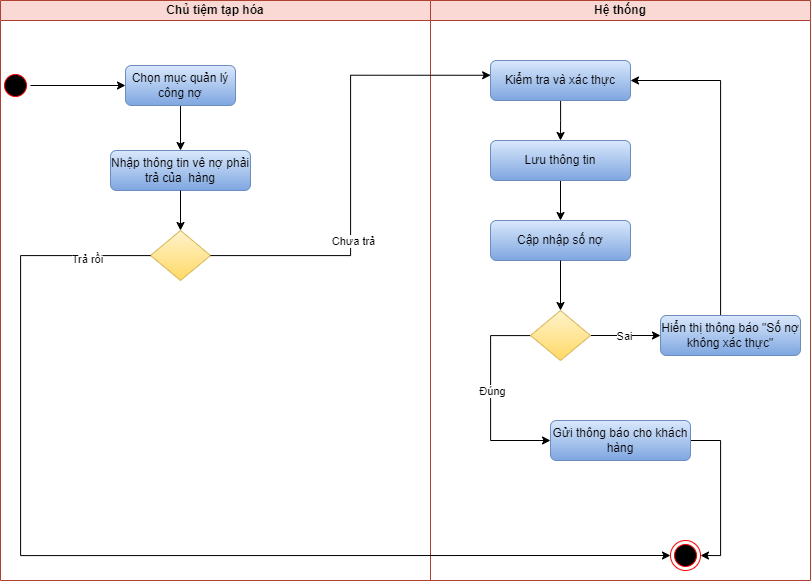 Chủ tiệm tạp hóa
Hệ thống
Chọn mục quản lý
công nợ
Nhập thông tin về nợ phải
trả của hàng
Trả rồi
Chưa trả
Kiểm tra và xác thực
Lưu thông tin
Cập nhập số nợ
Sai
Hiển thị thông báo "Số nợ
không xác thực"
Đúng
Gửi thông báo cho khách
hàng